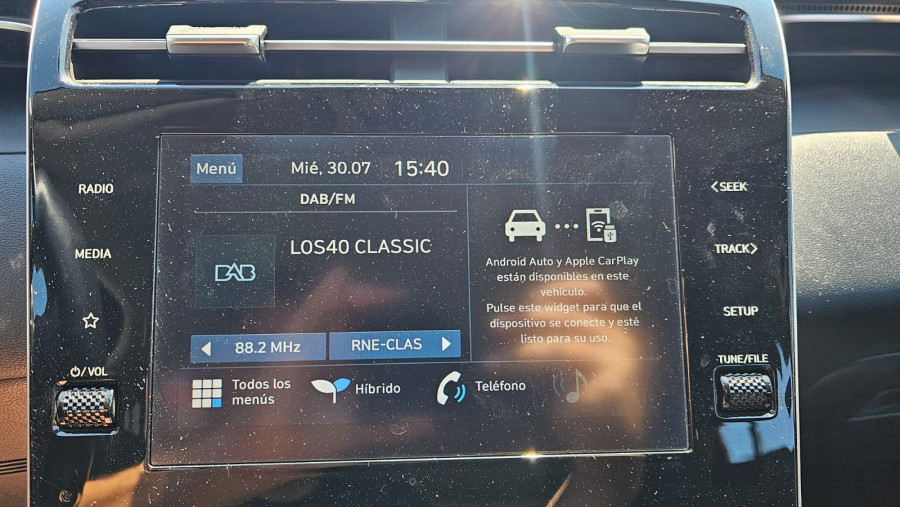 RADIO
MEDIA
⏻/VOL
Menú
Mié, 30.07
15:40
DAB/FM
DAB
LOS40 CLASSIC
88.2 MHz
RNE-CLAS
Android Auto y Apple CarPlay
están disponibles en este
vehículo.
Pulse este widget para que el
dispositivo se conecte y esté
listo para su uso.
Todos los
menús
Híbrido
Teléfono
<SEEK
TRACK>
SETUP
TUNE/FILE